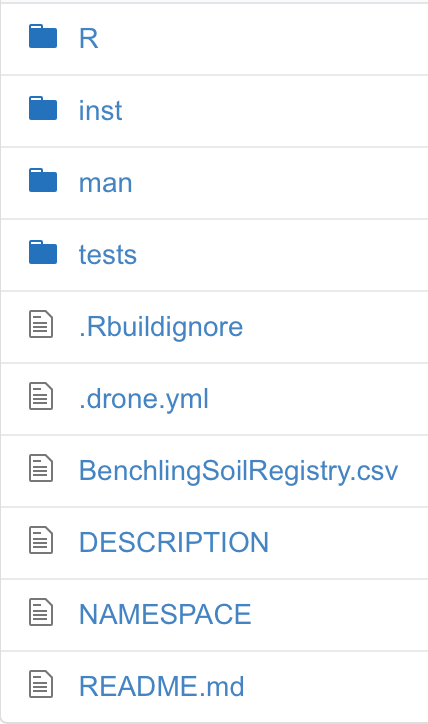 R
inst
man
tests
.Rbuildignore
.drone.yml
BenchlingSoilRegistry.csv
DESCRIPTION
NAMESPACE
README.md